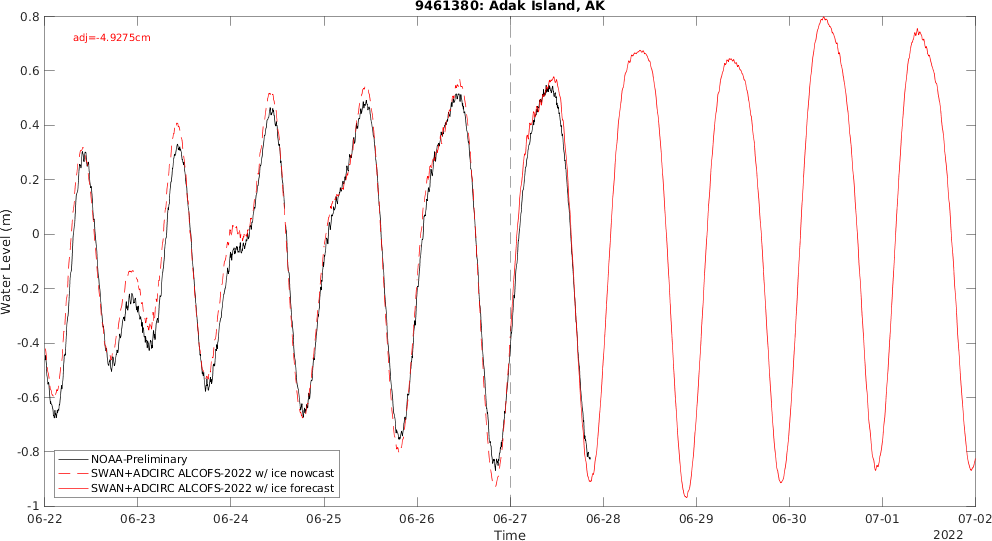 9461380: Adak Island, AK
adj=-4.9275cm
0.8
0.6
0.4
0.2
0
-0.2
-0.4
-0.6
-0.8
-1
Water Level (m)
NOAA-Preliminary
SWAN+ADCIRC ALCOFS-2022 w/ ice nowcast
SWAN+ADCIRC ALCOFS-2022 w/ ice forecast
06-22 06-23 06-24 06-25 06-26 06-27 06-28 06-29 06-30 07-01 07-02
Time
2022